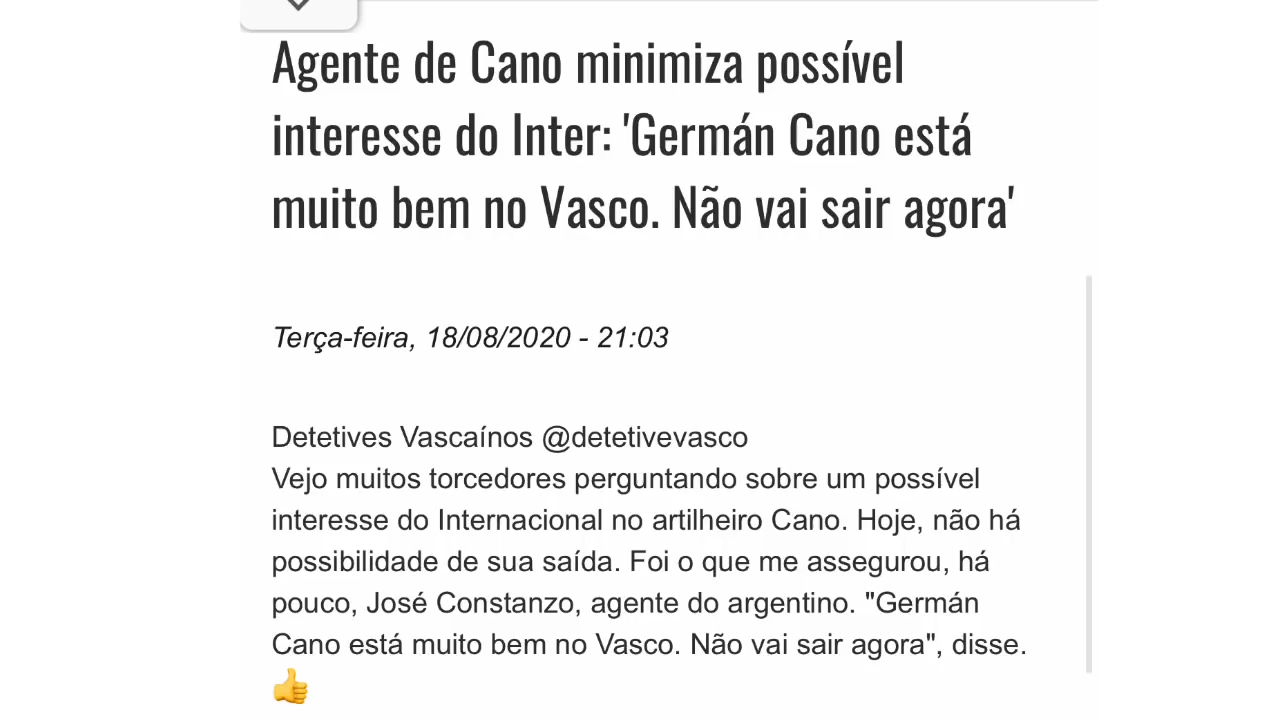 Agente de Cano minimiza possível
interesse do Inter: 'Germán Cano está
muito bem no Vasco. Não vai sair agora'
Terça-feira, 18/08/2020 - 21:03
Detetives Vascaínos @detetivevasco
Vejo muitos torcedores perguntando sobre um possível
interesse do Internacional no artilheiro Cano. Hoje, não há
possibilidade de sua saída. Foi o que me assegurou, há
pouco, José Constanzo, agente do argentino. "Germán
Cano está muito bem no Vasco. Não vai sair agora", disse.
👍